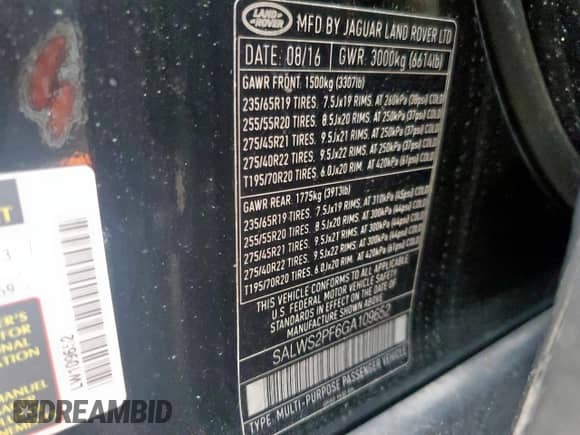 LAND ROVER
MFD BY JAGUAR LAND ROVER LTD
DATE: 08/16 GWR: 3000kg (6614lb)
GAWR FRONT: 1500kg (3307lb)
235/65R19 TIRES. 7.5Jx19 RIMS. AT 260kPa (38psi) COLD
255/55R20 TIRES. 8.5Jx20 RIMS. AT 250kPa (37psi) COLD
275/45R21 TIRES. 9.5Jx21 RIMS. AT 250kPa (37psi) COLD
275/40R22 TIRES. 9.5Jx22 RIMS. AT 250kPa (37psi) COLD
T195/70R20 TIRES. 6.0Jx20 RIM. AT 420kPa (61psi) COLD
GAWR REAR: 1775kg (3913lb)
235/65R19 TIRES. 7.5Jx19 RIMS. AT 310kPa (45psi) COLD
255/55R20 TIRES. 8.5Jx20 RIMS. AT 300kPa (44psi) COLD
275/45R21 TIRES. 9.5Jx21 RIMS. AT 300kPa (44psi) COLD
275/40R22 TIRES. 9.5Jx22 RIMS. AT 300kPa (44psi) COLD
T195/70R20 TIRES. 6.0Jx20 RIM. AT 420kPa (61psi) COLD
THIS VEHICLE CONFORMS TO ALL APPLICABLE
U.S. FEDERAL MOTOR VEHICLE SAFETY STANDARDS
IN EFFECT ON THE DATE OF
MANUFACTURE SHOWN ABOVE.
SALWS2PF6GA109652
TYPE: MULTI-PURPOSE PASSENGER VEHICLE
LW109652
3
59
ER'S
FOR
ATION
MANUEL
DREAMBID